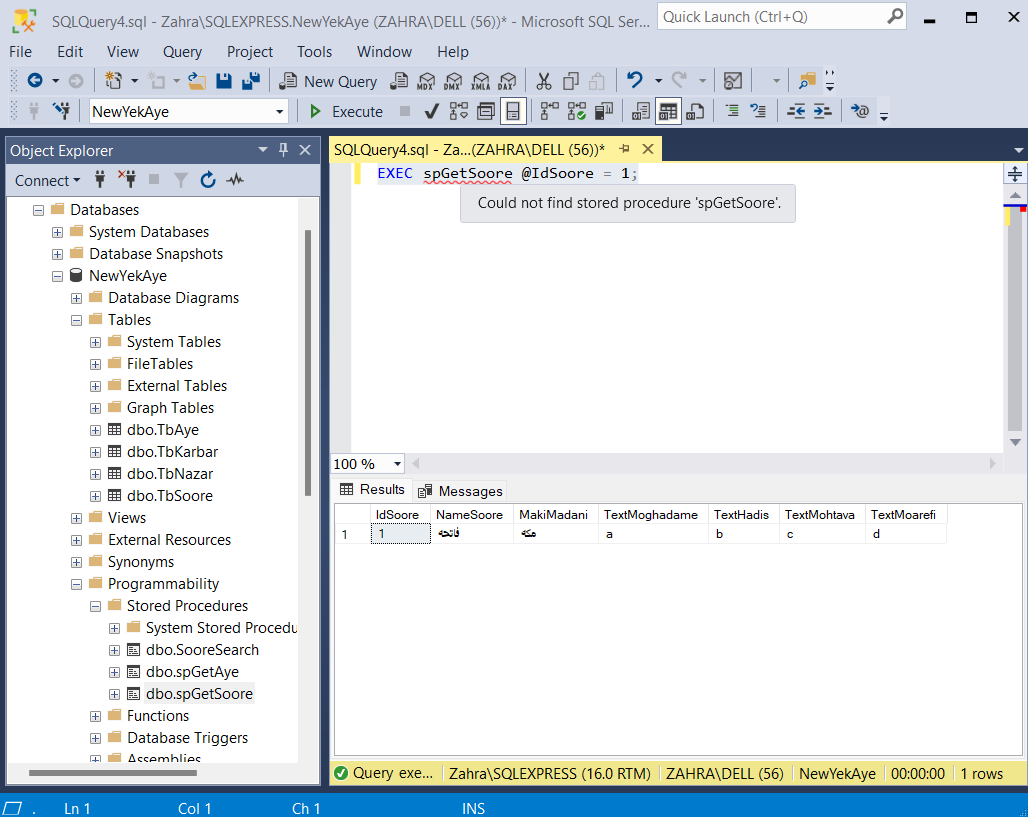 SQLQuery4.sql - Zahra\SQLEXPRESS.NewYekAye (ZAHRA\DELL (56))* - Microsoft SQL Ser...
Quick Launch (Ctrl+Q)
File Edit View Query Project Tools Window Help
New Query MDX DMX XMLA DAX
NewYekAye Execute
Object Explorer
SQLQuery4.sql - Za...(ZAHRA\DELL (56))*
Connect
EXEC spGetSoore @IdSoore = 1;
Could not find stored procedure 'spGetSoore'.
Databases
System Databases
Database Snapshots
NewYekAye
Database Diagrams
Tables
System Tables
FileTables
External Tables
Graph Tables
dbo.TbAye
dbo.TbKarbar
dbo.TbNazar
dbo.TbSoore
Views
External Resources
Synonyms
Programmability
Stored Procedures
System Stored Procedu
dbo.SooreSearch
dbo.spGetAye
dbo.spGetSoore
Functions
Database Triggers
Assemblies
100 %
Results Messages
IdSoore NameSoore MakiMadani TextMoghadame TextHadis TextMohtava TextMoarefi
1 1 فاتحه مكه a b c d
Query exe... Zahra\SQLEXPRESS (16.0 RTM) ZAHRA\DELL (56) NewYekAye 00:00:00 1 rows
. Ln 1 Col 1 Ch 1 INS